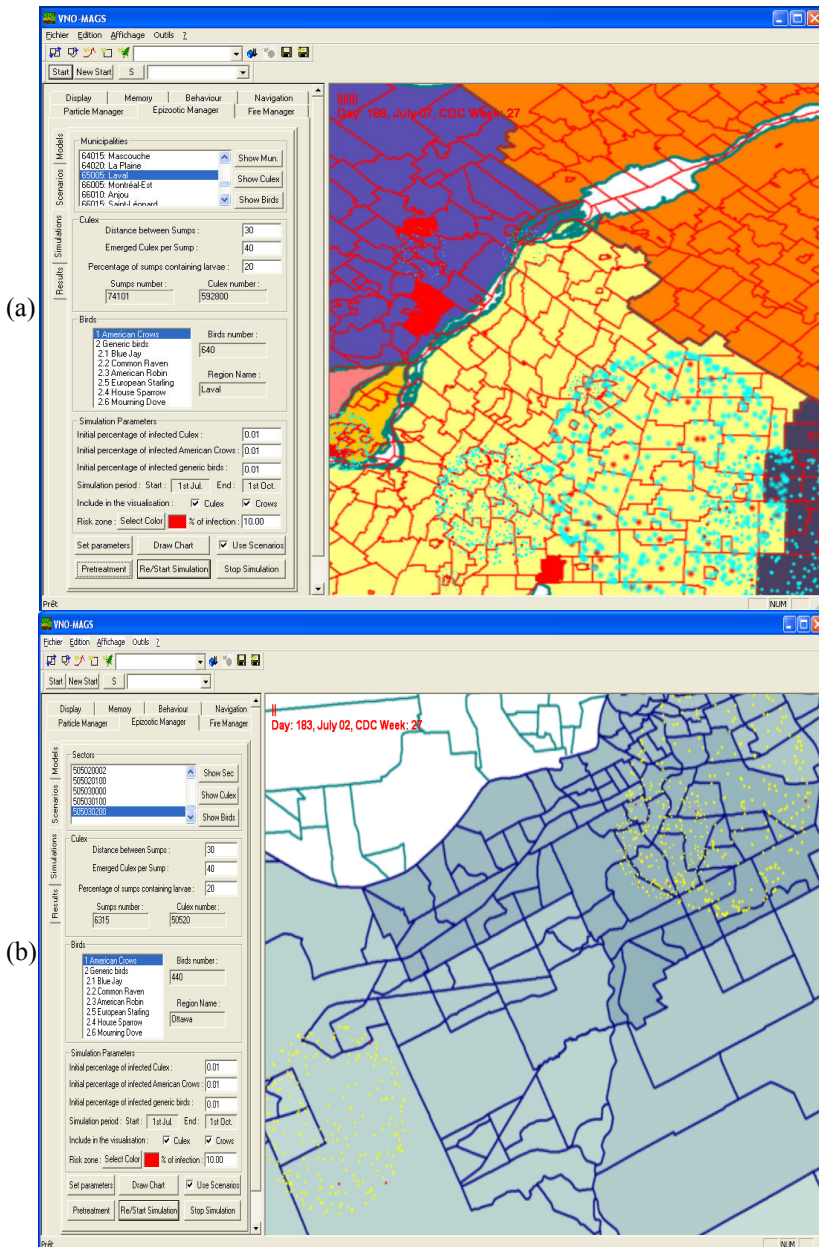 (a)
VNO-MAGS
Fichier Edition Affichage Outils ?
Start New Start S
Display Memory Behaviour Navigation
Particle Manager Epizootic Manager Fire Manager
Models
Scenarios
Simulations
Results
Municipalities
64015: Mascouche
64020: La Plaine
65005: Laval
66005: Montréal-Est
66010: Anjou
66015: Saint-Léonard
Show Mun.
Show Culex
Show Birds
Culex
Distance between Sumps : 30
Emerged Culex per Sump : 40
Percentage of sumps containing larvae : 20
Sumps number : Culex number :
74101 592800
Birds
1 American Crows
2 Generic birds
2.1 Blue Jay
2.2 Common Raven
2.3 American Robin
2.5 European Starling
2.4 House Sparrow
2.6 Mourning Dove
Birds number :
640
Region Name :
Laval
Simulation Parameters
Initial percentage of infected Culex : 0.01
Initial percentage of infected American Crows : 0.01
Initial percentage of infected generic birds : 0.01
Simulation period : Start : 1st Jul. End : 1st Oct.
Include in the visualisation : Culex Crows
Risk zone : Select Color % of infection : 10.00
Set parameters Draw Chart Use Scenarios
Pretreatment Re/Start Simulation Stop Simulation
||||||| 
Day: 188, July 07, CDC Week: 27
Prêt NUM
(b)
VNO-MAGS
Fichier Edition Affichage Outils ?
Start New Start S
Display Memory Behaviour Navigation
Particle Manager Epizootic Manager Fire Manager
Models
Scenarios
Simulations
Results
Sectors
505020002
505020100
505030000
505030100
505030200
Show Sec
Show Culex
Show Birds
Culex
Distance between Sumps : 30
Emerged Culex per Sump : 40
Percentage of sumps containing larvae : 20
Sumps number : Culex number :
6315 50520
Birds
1 American Crows
2 Generic birds
2.1 Blue Jay
2.2 Common Raven
2.3 American Robin
2.5 European Starling
2.4 House Sparrow
2.6 Mourning Dove
Birds number :
440
Region Name :
Ottawa
Simulation Parameters
Initial percentage of infected Culex : 0.01
Initial percentage of infected American Crows : 0.01
Initial percentage of infected generic birds : 0.01
Simulation period : Start : 1st Jul. End : 1st Oct.
Include in the visualisation : Culex Crows
Risk zone : Select Color % of infection : 10.00
Set parameters Draw Chart Use Scenarios
Pretreatment Re/Start Simulation Stop Simulation
||
Day: 183, July 02, CDC Week: 27
Prêt NUM